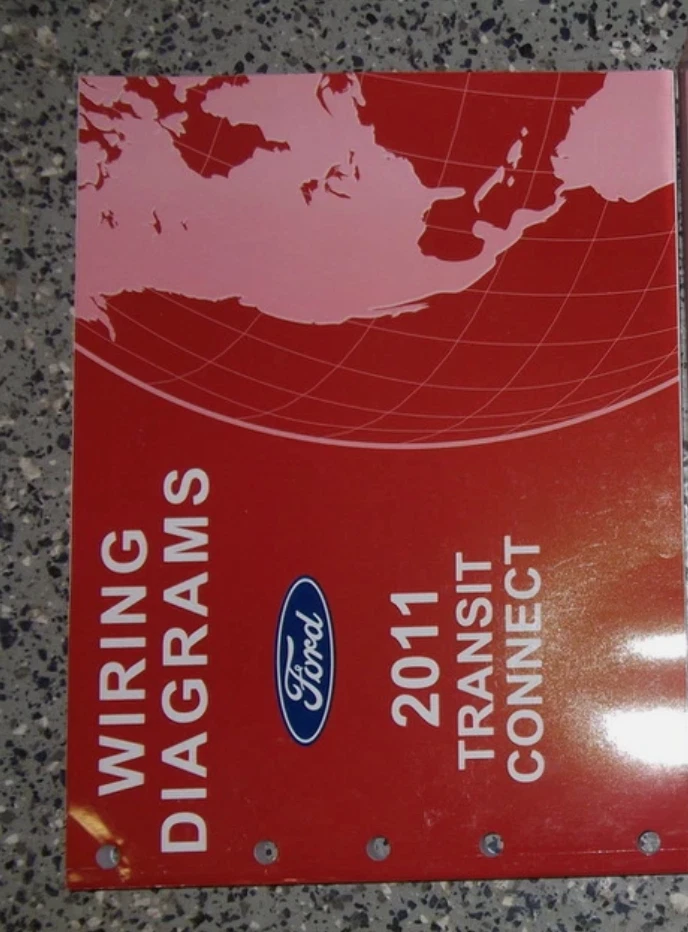 WIRING
DIAGRAMS
Ford
2011
TRANSIT
CONNECT